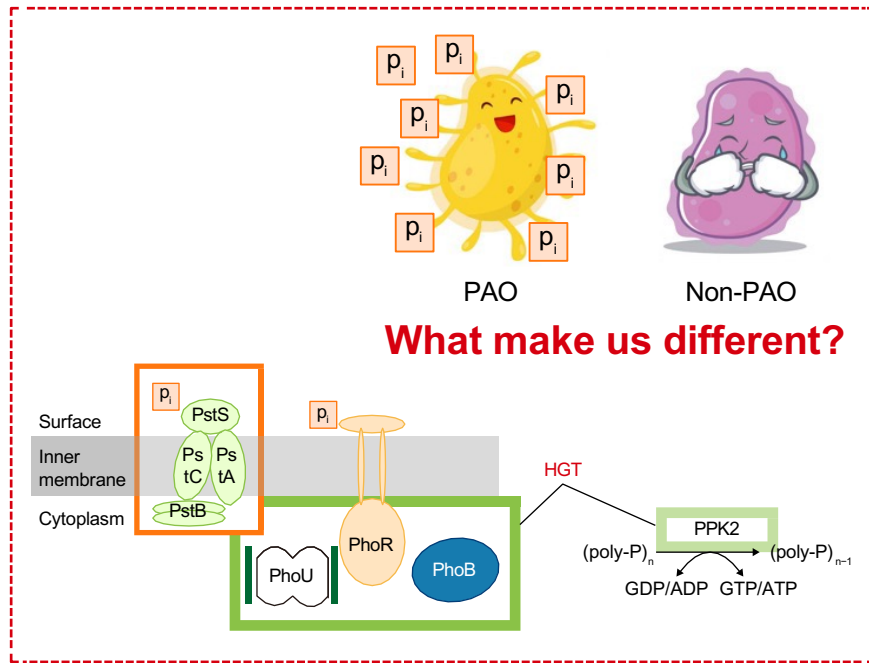 pᵢ
pᵢ
pᵢ
pᵢ
pᵢ
pᵢ
pᵢ
pᵢ
PAO
Non-PAO
What make us different?
pᵢ
PstS
pᵢ
Surface
Inner
membrane
Ps
tC
Ps
tA
Cytoplasm
PstB
PhoU
PhoR
PhoB
HGT
PPK2
(poly-P)ₙ
(poly-P)ₙ₋₁
GDP/ADP
GTP/ATP